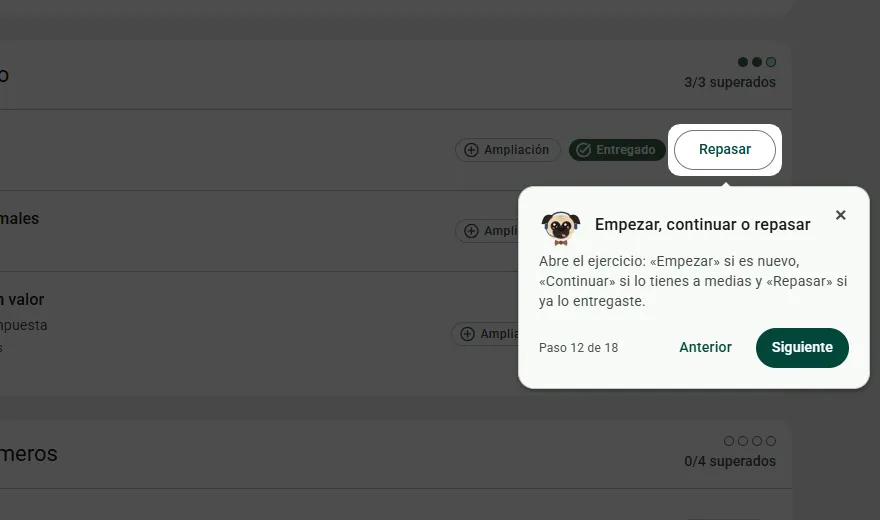 o
3/3 superados
Ampliación
Entregado
Repasar
males
Empezar, continuar o repasar
Abre el ejercicio: «Empezar» si es nuevo,
«Continuar» si lo tienes a medias y «Repasar» si
ya lo entregaste.
n valor
npuesta
s
Paso 12 de 18
Anterior
Siguiente
meros
0/4 superados